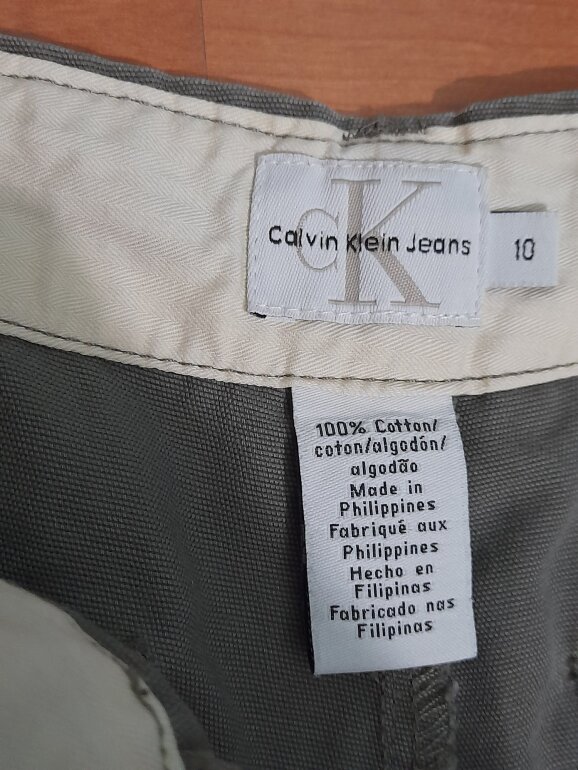 CK
Calvin Klein Jeans
10
100% Cotton/
coton/algodón/
algodão
Made in
Philippines
Fabriqué aux
Philippines
Hecho en
Filipinas
Fabricado nas
Filipinas